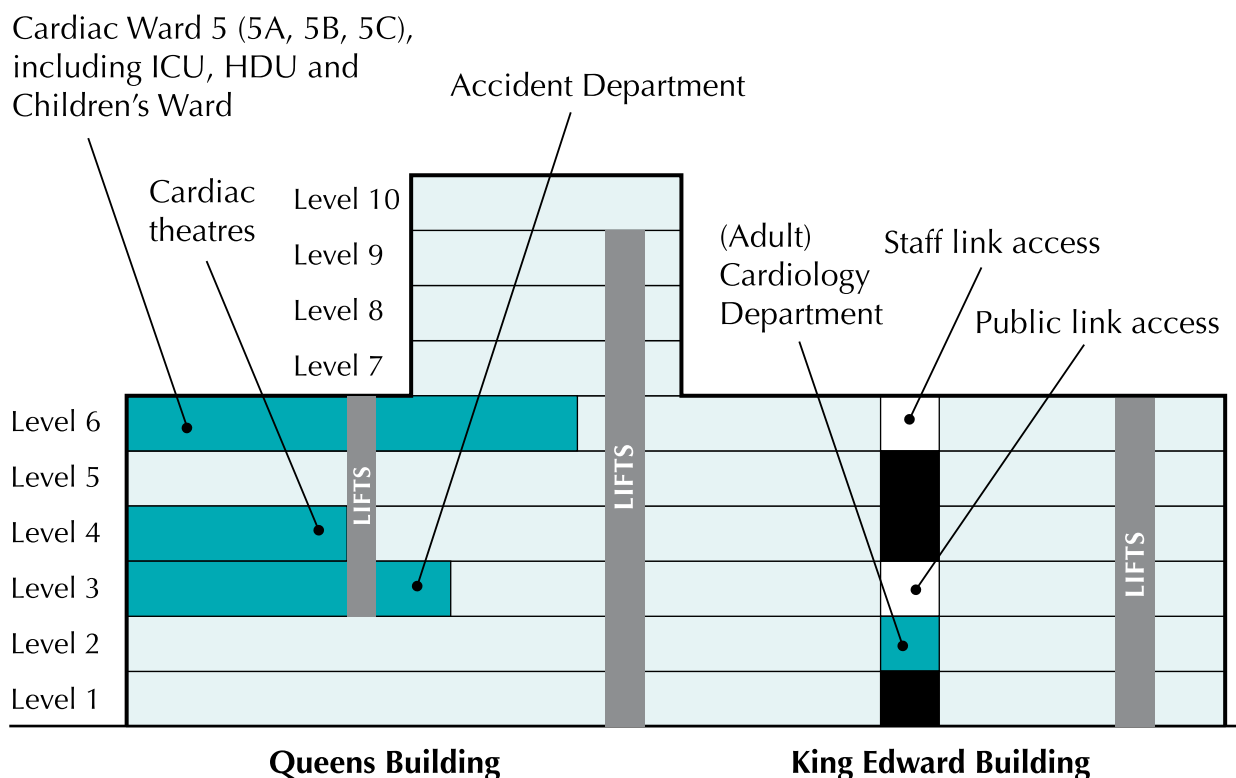 Cardiac Ward 5 (5A, 5B, 5C),
including ICU, HDU and
Children’s Ward
Accident Department
Cardiac
theatres
(Adult)
Cardiology
Department
Staff link access
Public link access
Level 10
Level 9
Level 8
Level 7
Level 6
Level 5
Level 4
Level 3
Level 2
Level 1
LIFTS
LIFTS
LIFTS
Queens Building
King Edward Building